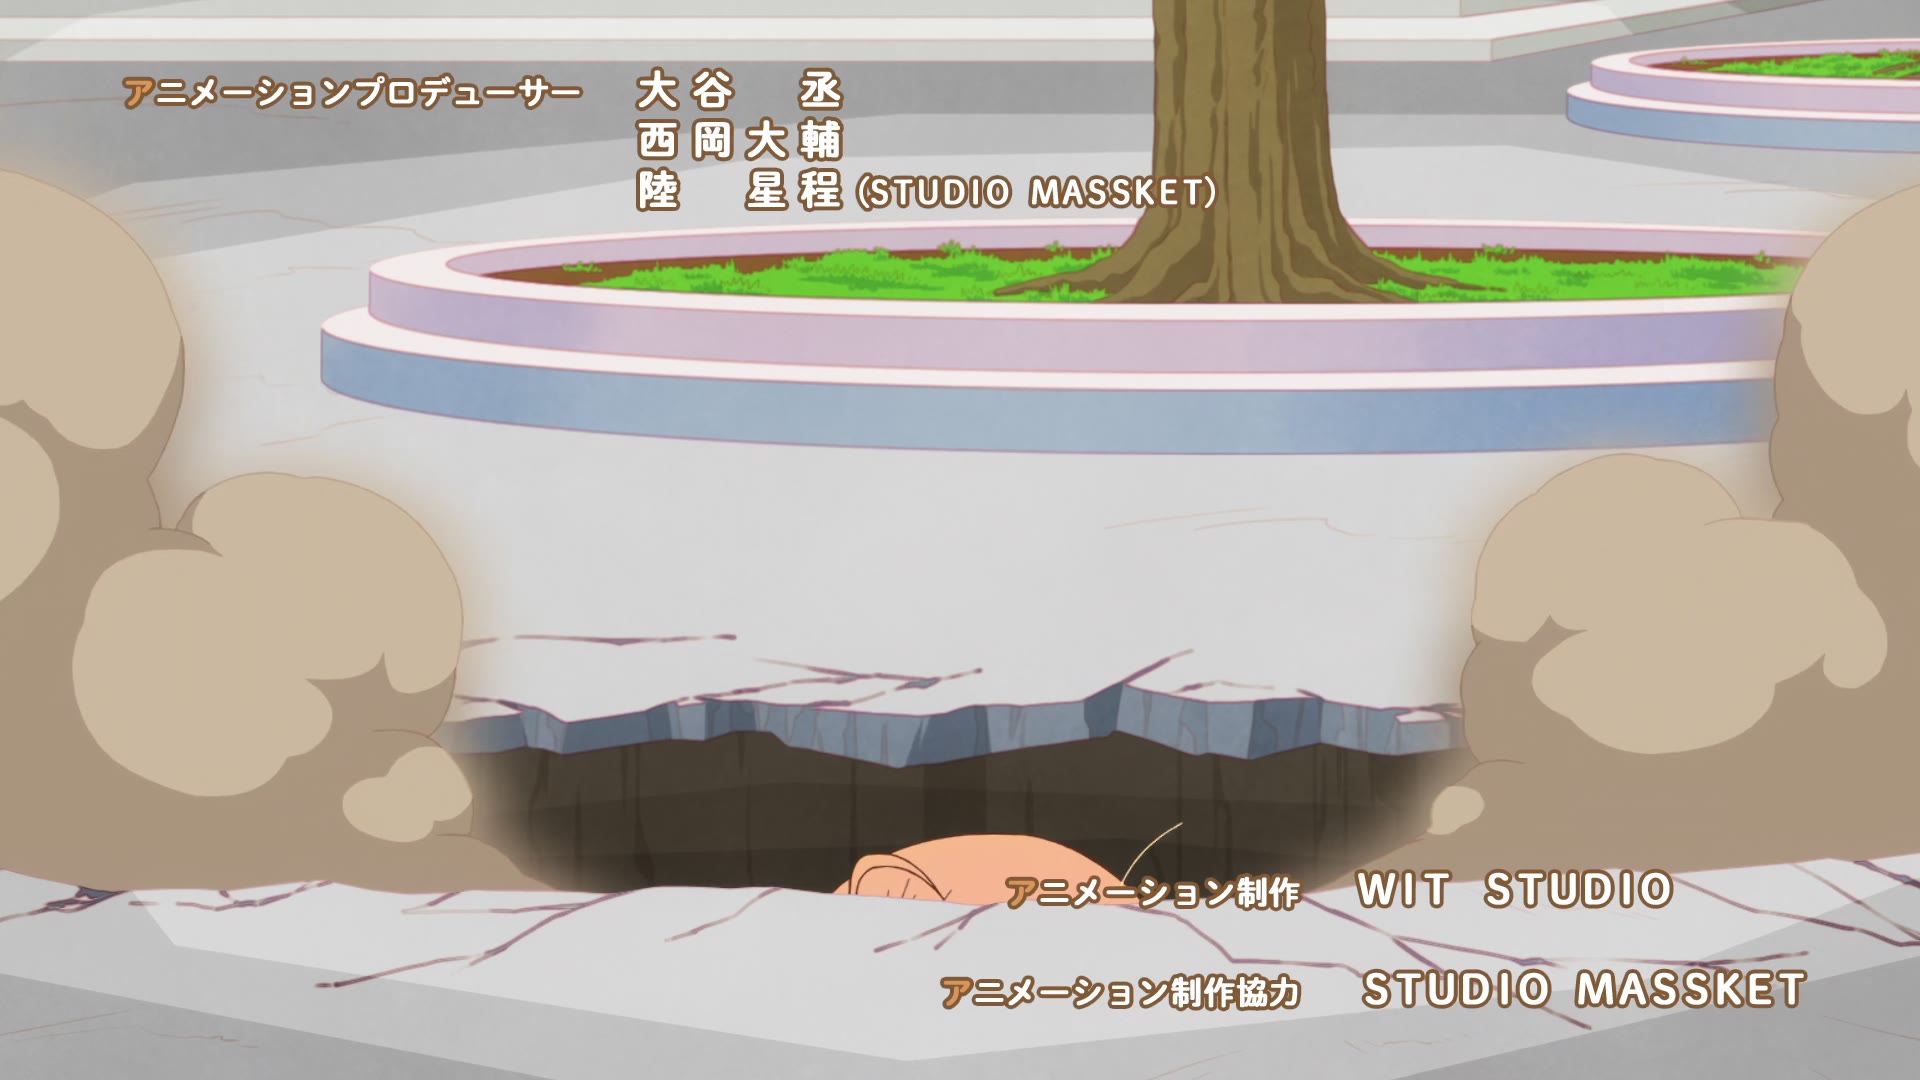 アニメーションプロデューサー 大谷 丞
西岡大輔
陸 星程(STUDIO MASSKET)
アニメーション制作 WIT STUDIO
アニメーション制作協力 STUDIO MASSKET